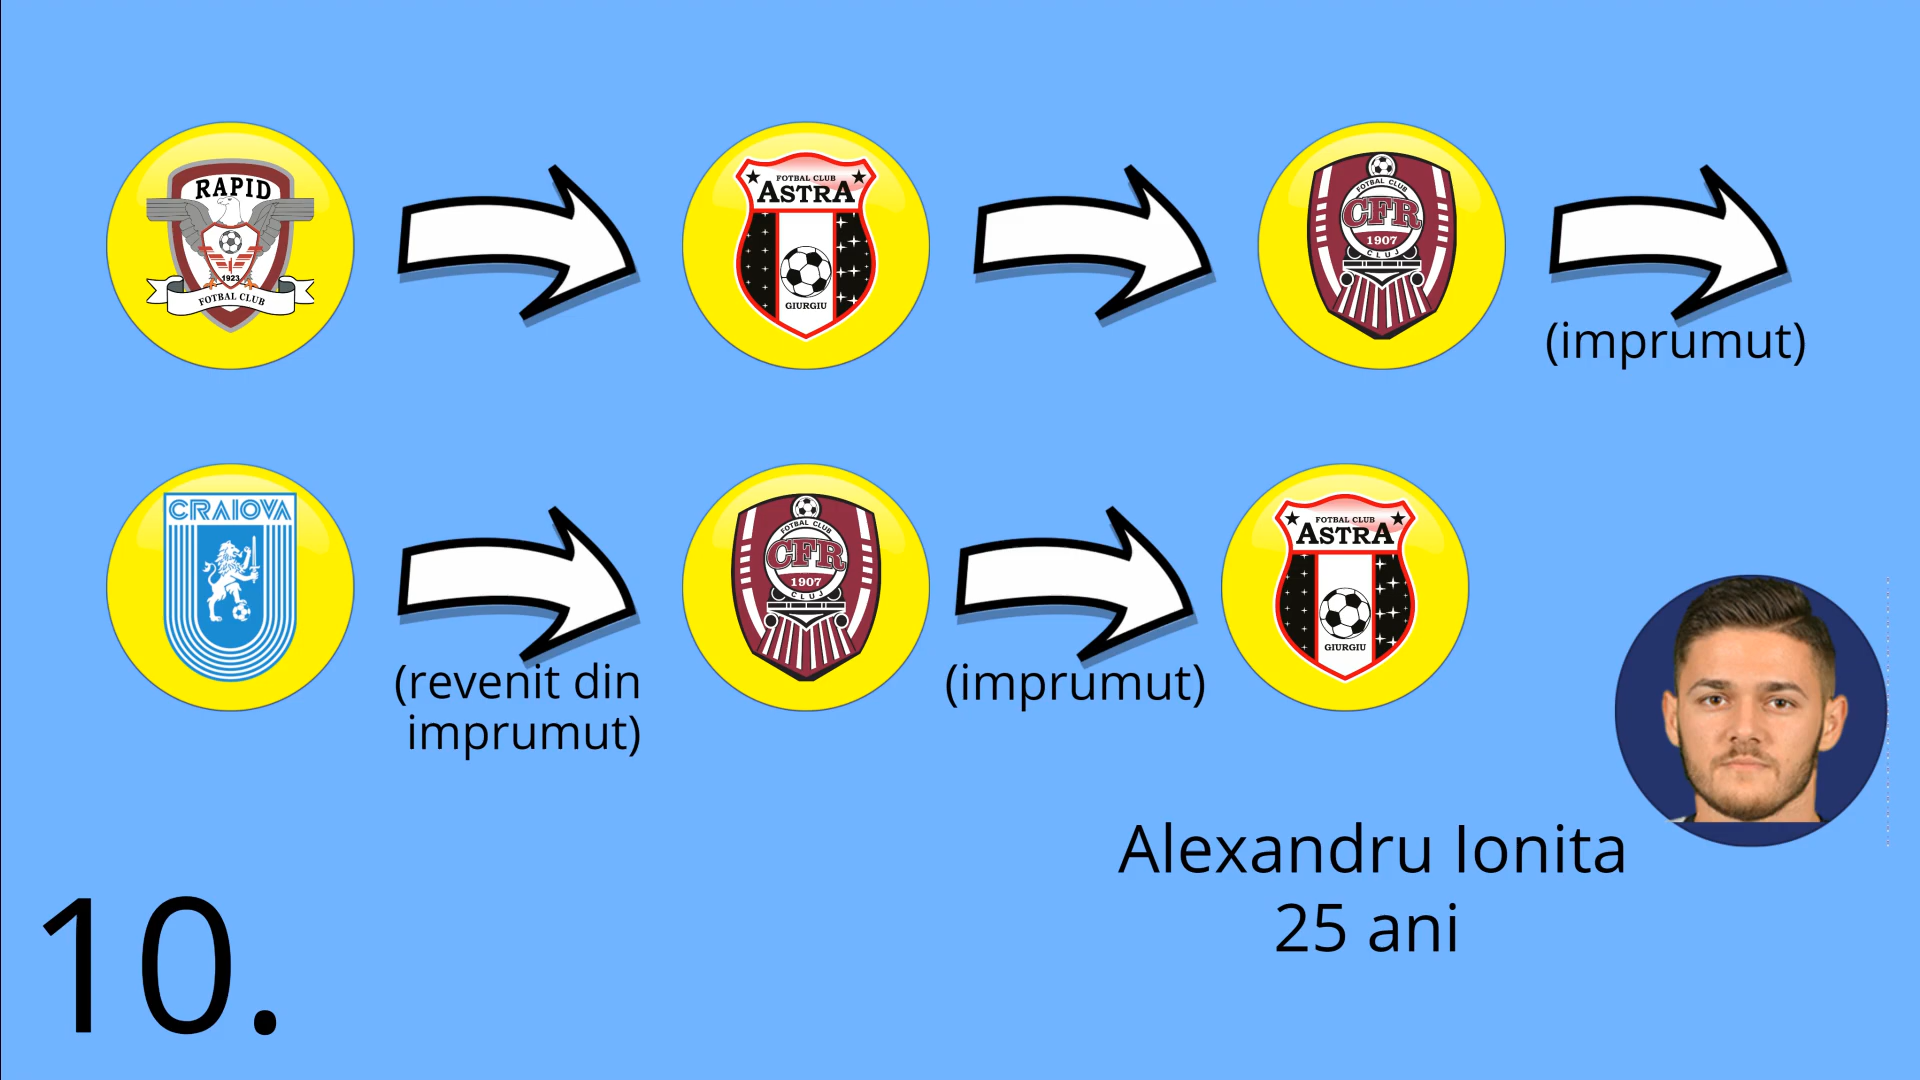 RAPID
1923
FOTBAL CLUB
FOTBAL CLUB
ASTRA
GIURGIU
FOTBAL CLUB
CFR
1907
CLUJ
(imprumut)
CRAIOVA
FOTBAL CLUB
CFR
1907
CLUJ
FOTBAL CLUB
ASTRA
GIURGIU
(revenit din
imprumut)
(imprumut)
Alexandru Ionita
25 ani
10.